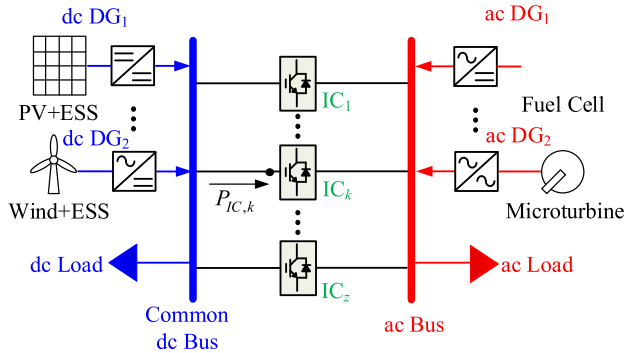 dc DG1
ac DG1
IC1
PV+ESS
Fuel Cell
dc DG2
ac DG2
PIC,k
ICk
Wind+ESS
Microturbine
dc Load
ac Load
ICz
Common
dc Bus
ac Bus